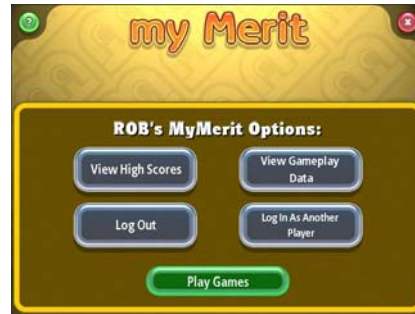 ?
my Merit
x
ROB's MyMerit Options:
View High Scores
View Gameplay
Data
Log Out
Log In As Another
Player
Play Games